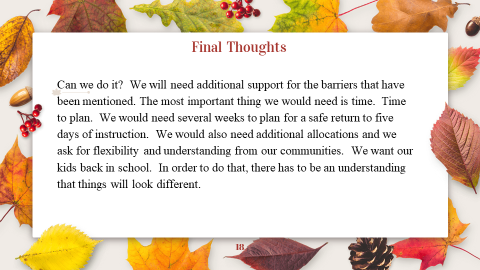 Final Thoughts
Can we do it?  We will need additional support for the barriers that have
been mentioned. The most important thing we would need is time.  Time
to plan.  We would need several weeks to plan for a safe return to five
days of instruction.  We would also need additional allocations and we
ask for flexibility and understanding from our communities.  We want our
kids back in school.  In order to do that, there has to be an understanding
that things will look different.
18